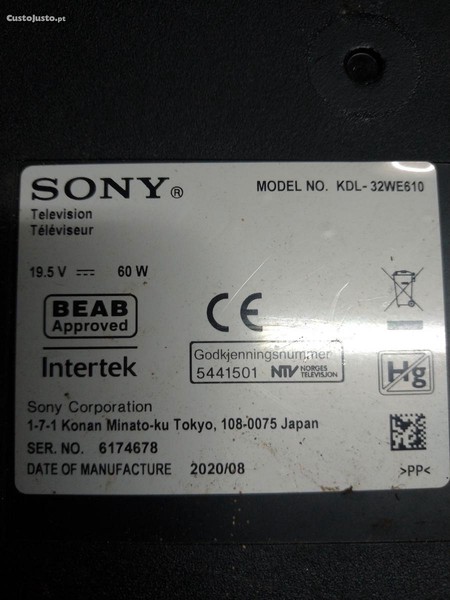 CustoJusto.pt
SONY®
MODEL NO. KDL-32WE610
Television
Téléviseur
19.5 V ⎓ 60 W
BEAB
Approved
CE
Intertek
Godkjenningsnummer
5441501 NTV NORGES TELEVISJON
Hg
Sony Corporation
1-7-1 Konan Minato-ku Tokyo, 108-0075 Japan
SER. NO. 6174678
DATE OF MANUFACTURE 2020/08
>PP<